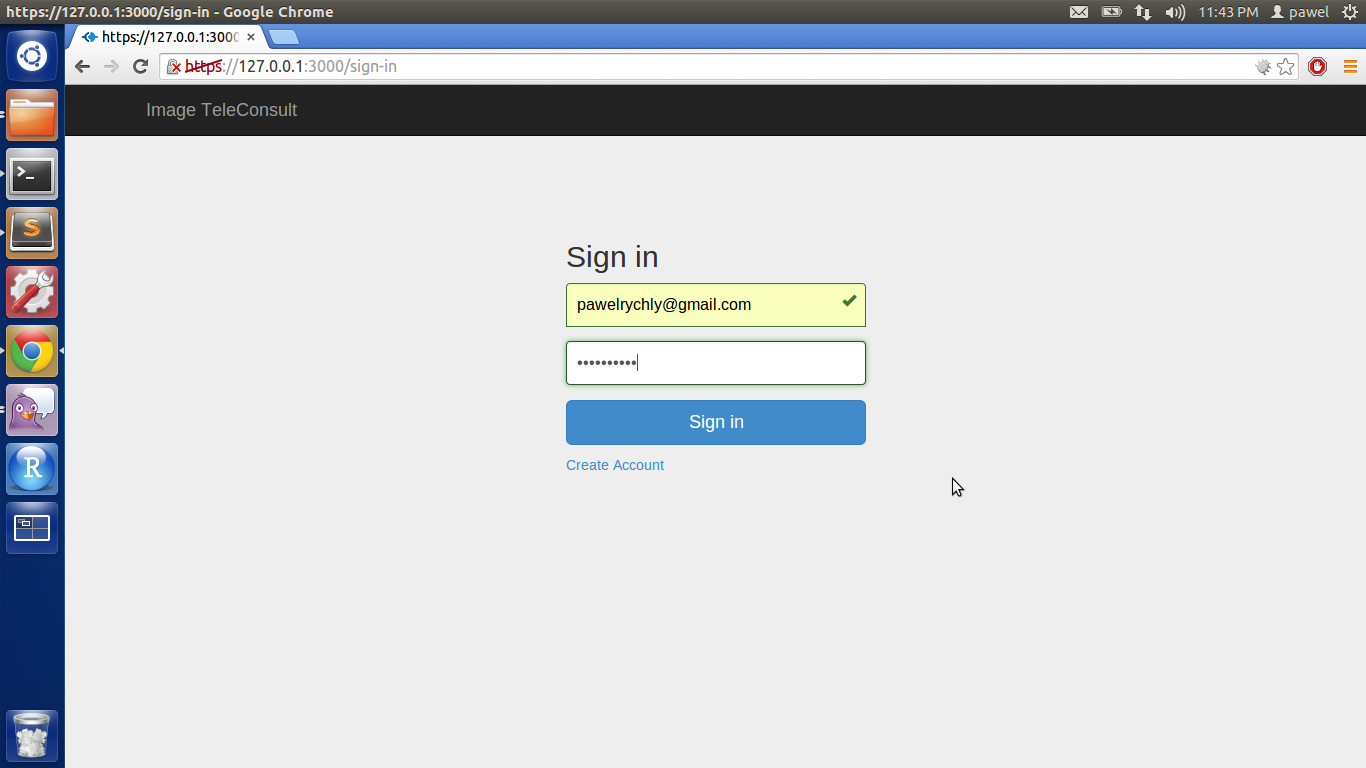 https://127.0.0.1:3000/sign-in - Google Chrome
11:43 PM pawel
https://127.0.0.1:3000
https://127.0.0.1:3000/sign-in
Image TeleConsult
Sign in
pawelrychly@gmail.com
••••••••••
Sign in
Create Account
>_
S
R